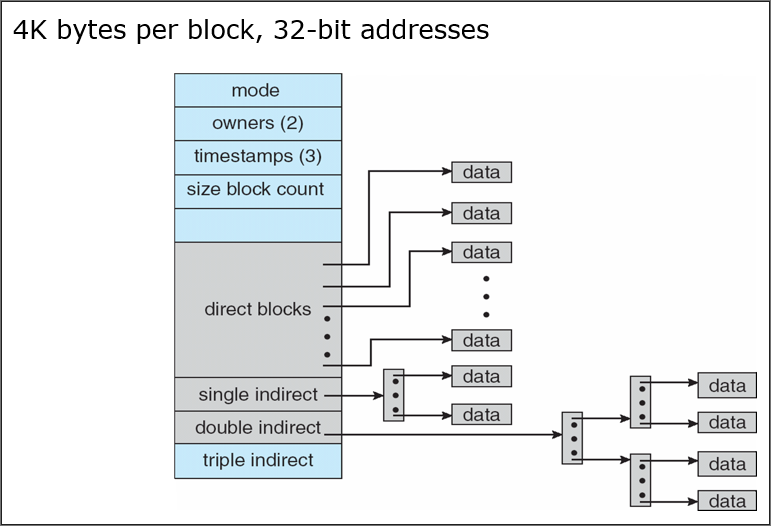 4K bytes per block, 32-bit addresses
mode
owners (2)
timestamps (3)
size block count
data
data
data
direct blocks
data
single indirect
data
data
double indirect
triple indirect
data
data
data
data